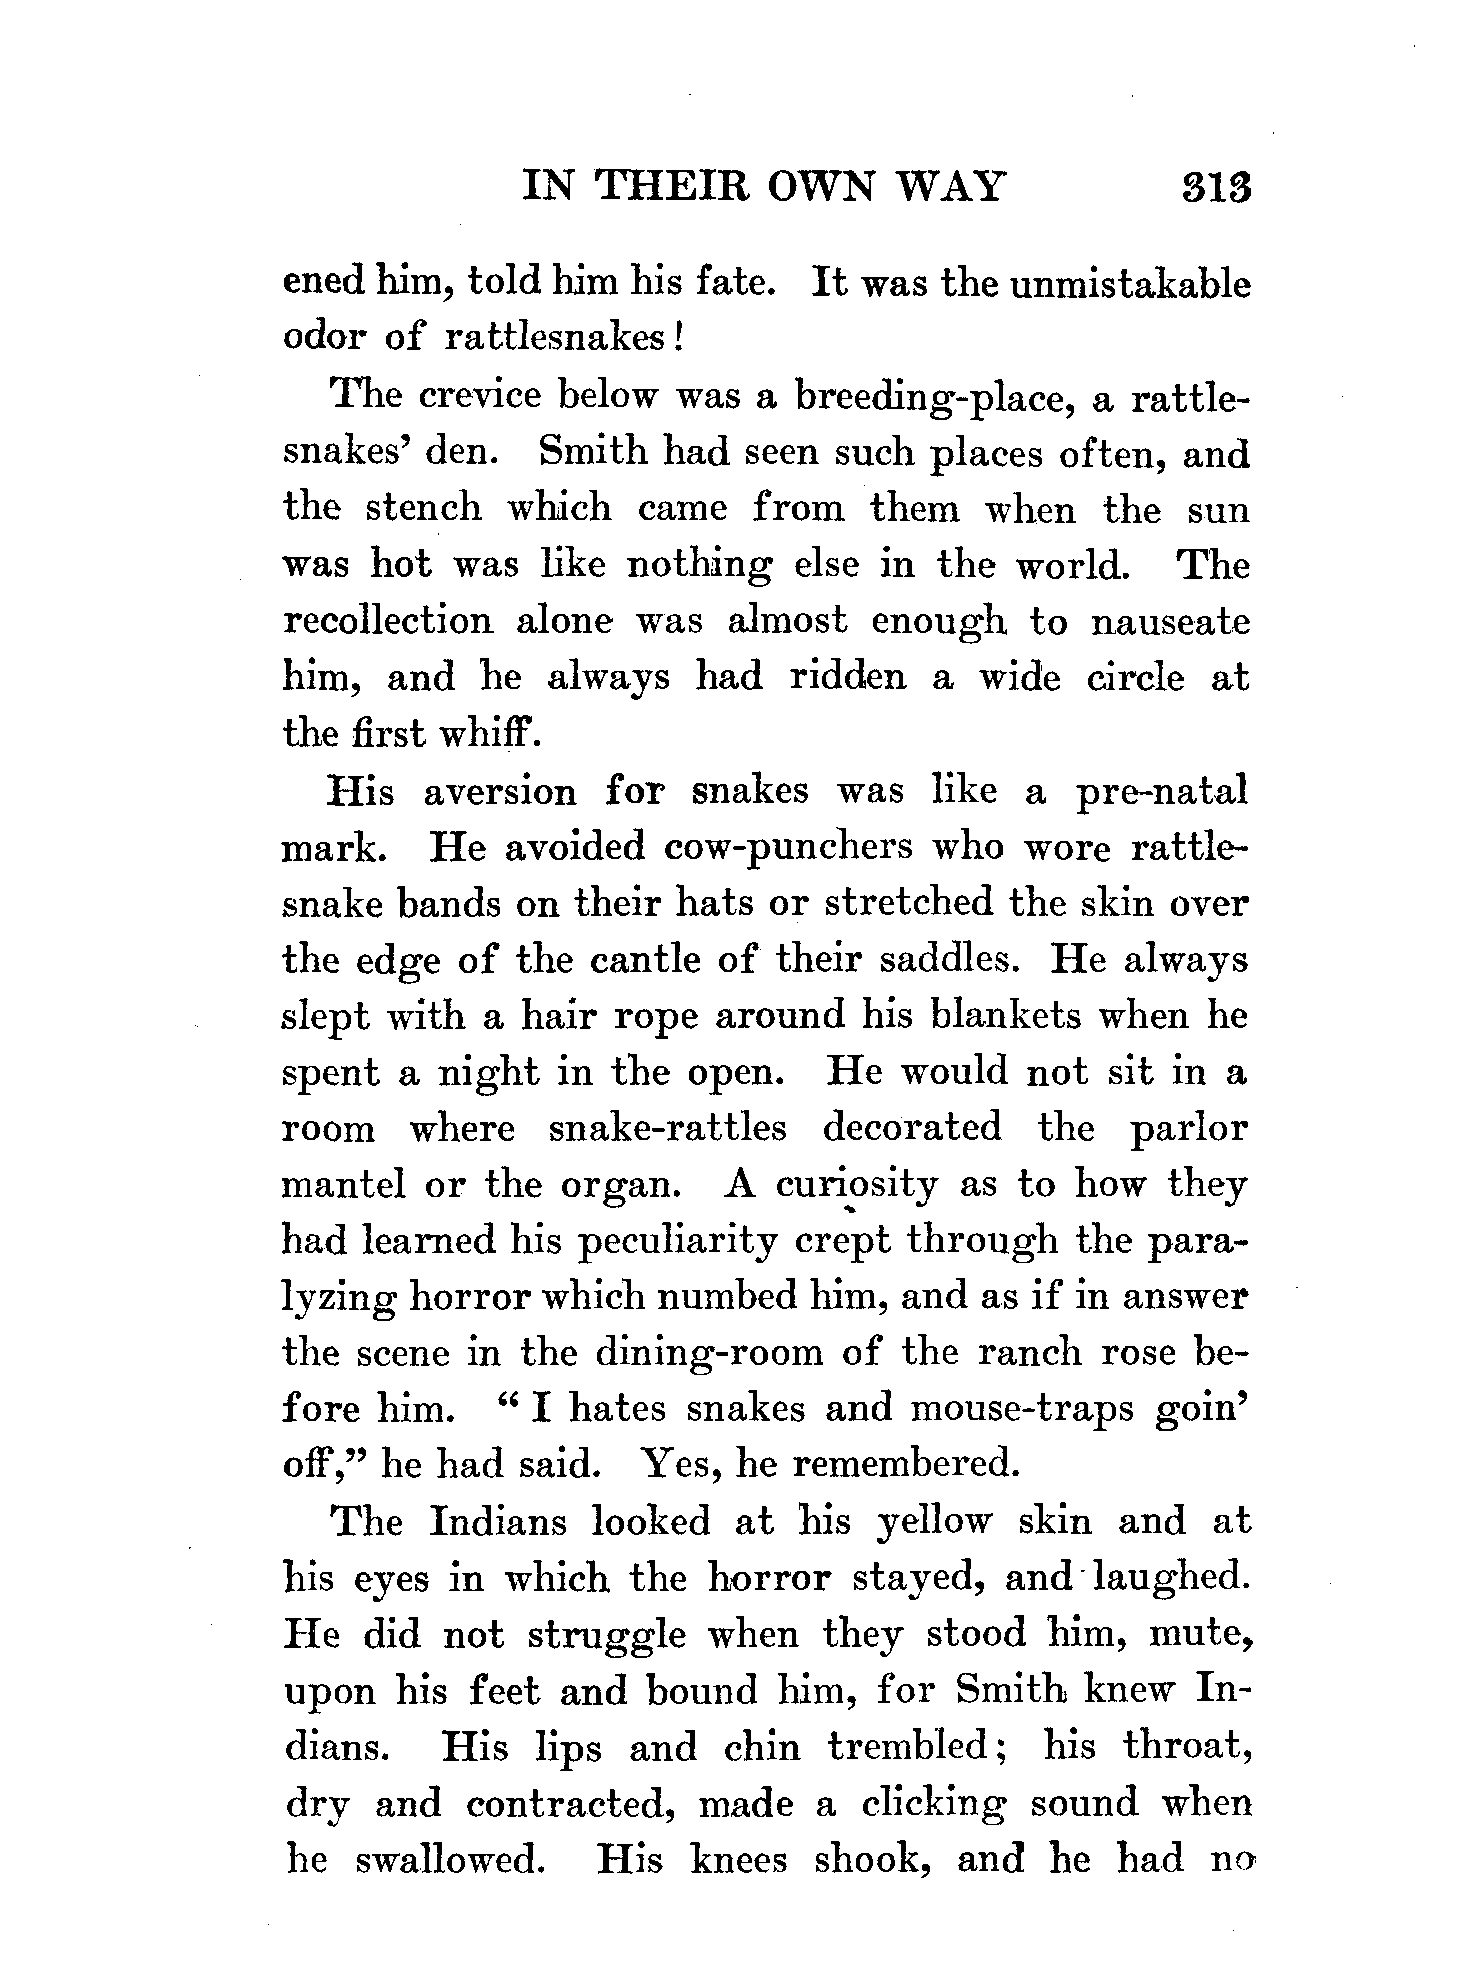 IN THEIR OWN WAY 313
ened him, told him his fate. It was the unmistakable
odor of rattlesnakes!
The crevice below was a breeding-place, a rattle-
snakes' den. Smith had seen such places often, and
the stench which came from them when the sun
was hot was like nothing else in the world. The
recollection alone was almost enough to nauseate
him, and he always had ridden a wide circle at
the first whiff.
His aversion for snakes was like a pre-natal
mark. He avoided cow-punchers who wore rattle-
snake bands on their hats or stretched the skin over
the edge of the cantle of their saddles. He always
slept with a hair rope around his blankets when he
spent a night in the open. He would not sit in a
room where snake-rattles decorated the parlor
mantel or the organ. A curiosity as to how they
had learned his peculiarity crept through the para-
lyzing horror which numbed him, and as if in answer
the scene in the dining-room of the ranch rose be-
fore him. "I hates snakes and mouse-traps goin'
off," he had said. Yes, he remembered.
The Indians looked at his yellow skin and at
his eyes in which the horror stayed, and laughed.
He did not struggle when they stood him, mute,
upon his feet and bound him, for Smith knew In-
dians. His lips and chin trembled; his throat,
dry and contracted, made a clicking sound when
he swallowed. His knees shook, and he had no